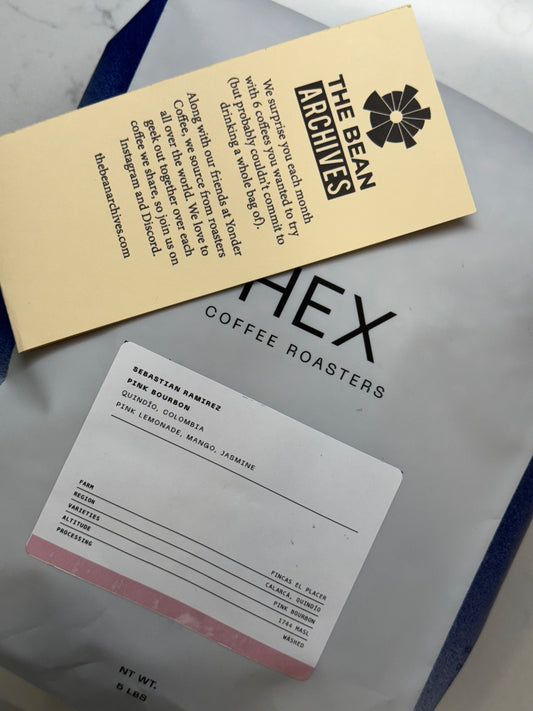 THE BEAN
ARCHIVES
We surprise you each month
with 6 coffees you wanted to try
(but probably couldn't commit to
drinking a whole bag of).
Along with our friends at Yonder
Coffee, we source from roasters
all over the world. We love to
geek out together over each
coffee we share, so join us on
Instagram and Discord.
thebeanarchives.com
HEX
COFFEE ROASTERS
SEBASTIAN RAMIREZ
PINK BOURBON
QUINDÍO, COLOMBIA
PINK LEMONADE, MANGO, JASMINE
FARM FINCAS EL PLACER
REGION CALARCÁ, QUINDÍO
VARIETIES PINK BOURBON
ALTITUDE 1744 MASL
PROCESSING WASHED
NT WT.
5 LBS